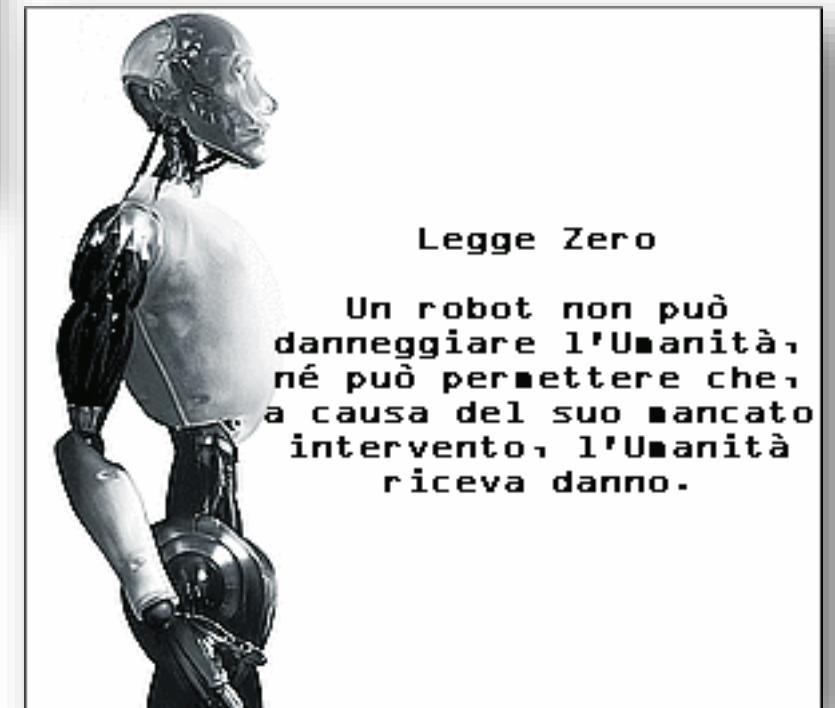 Legge Zero
Un robot non può
danneggiare l'Umanità,
né può permettere che,
a causa del suo mancato
intervento, l'Umanità
riceva danno.